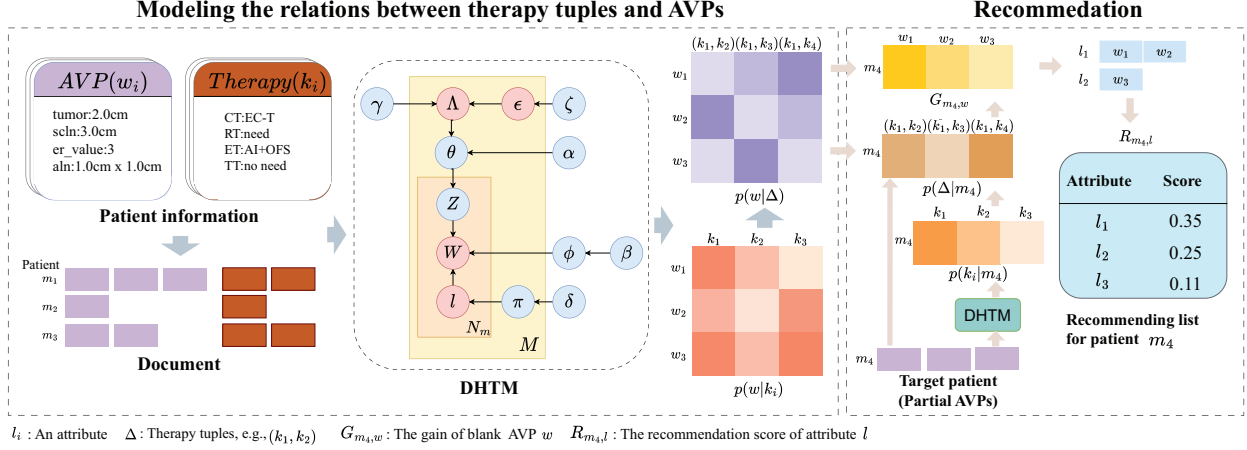 Modeling the relations between therapy tuples and AVPs
Recommedation
AVP(w_i)
tumor:2.0cm
scln:3.0cm
er_value:3
aln:1.0cm x 1.0cm
Therapy(k_i)
CT:EC-T
RT:need
ET:AI+OFS
TT:no need
Patient information
Patient
m_1
m_2
m_3
Document
γ
Λ
ϵ
ζ
θ
α
Z
W
ϕ
β
l
π
δ
N_m
M
DHTM
(k_1, k_2)(k_1, k_3)(k_1, k_4)
w_1
w_2
w_3
p(w|Δ)
k_1 k_2 k_3
w_1
w_2
w_3
p(w|k_i)
w_1 w_2 w_3
m_4
G_{m_4,w}
(k_1, k_2)(k_1, k_3)(k_1, k_4)
m_4
p(Δ|m_4)
k_1 k_2 k_3
m_4
p(k_i|m_4)
DHTM
m_4
Target patient
(Partial AVPs)
l_1 w_1 w_2
l_2 w_3
R_{m_4,l}
Attribute Score
l_1 0.35
l_2 0.25
l_3 0.11
Recommending list
for patient m_4
l_i : An attribute Δ : Therapy tuples, e.g., (k_1, k_2) G_{m_4,w} : The gain of blank AVP w R_{m_4,l} : The recommendation score of attribute l